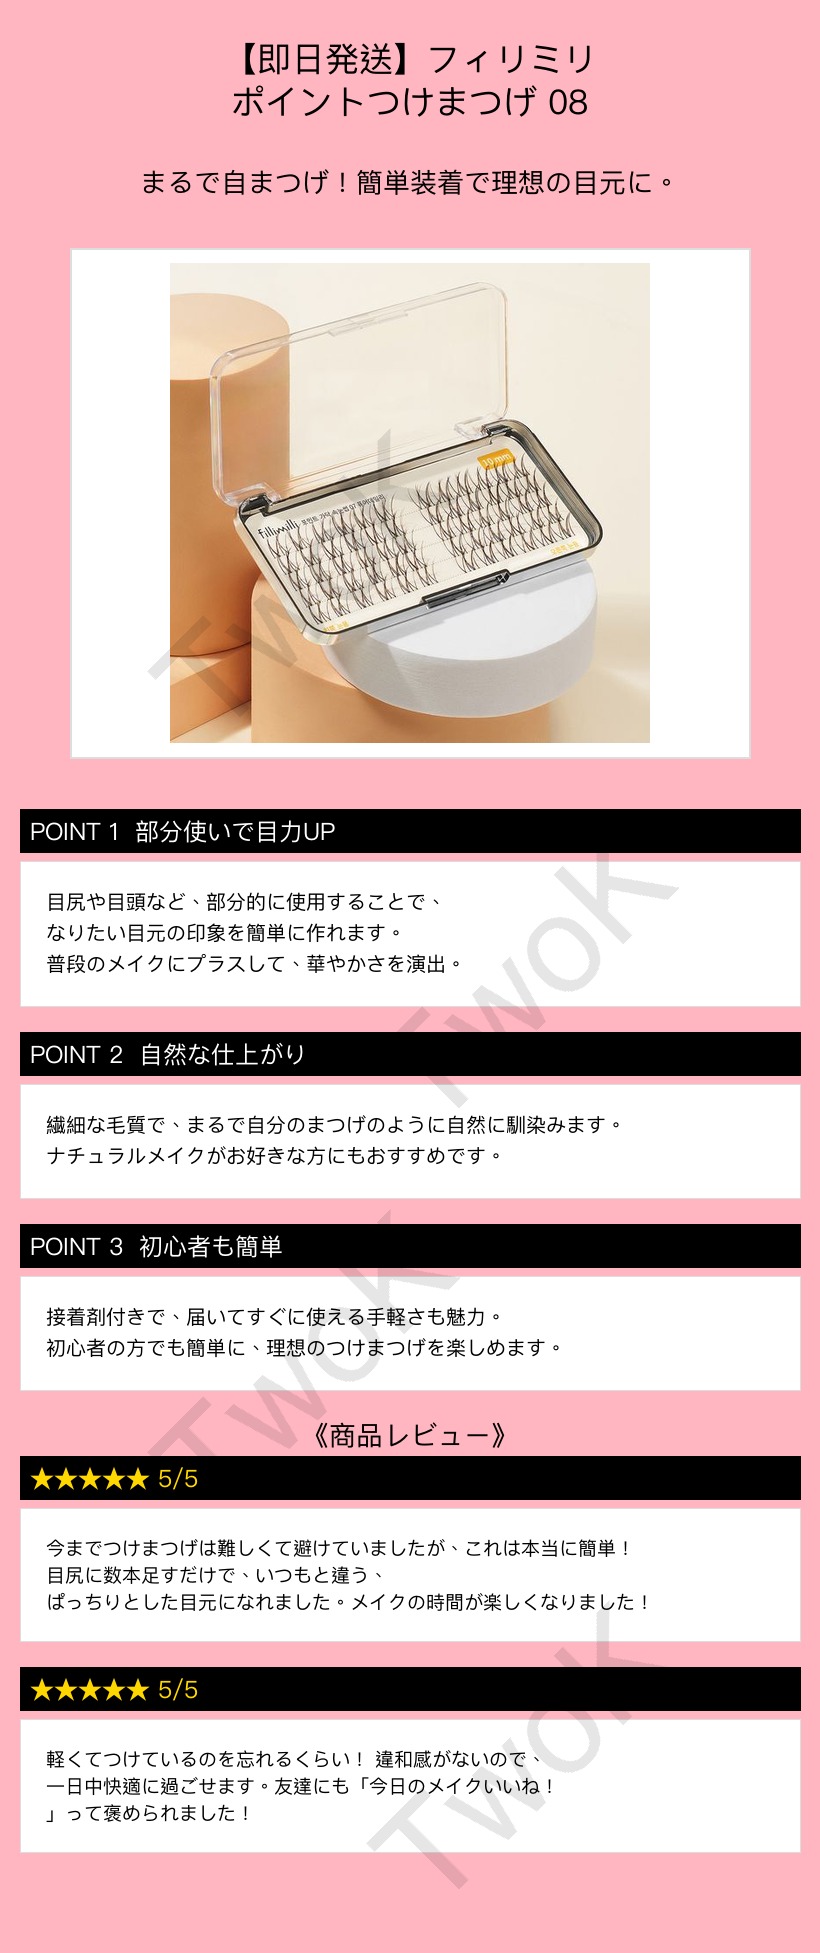 【即日発送】フィリミリ
ポイントつけまつげ 08
まるで自まつげ！簡単装着で理想の目元に。
10 mm
fillimilli
TwoK
POINT 1 部分使いで目力UP
目尻や目頭など、部分的に使用することで、
なりたい目元の印象を簡単に作れます。
普段のメイクにプラスして、華やかさを演出。
TwoK
POINT 2 自然な仕上がり
繊細な毛質で、まるで自分のまつげのように自然に馴染みます。
ナチュラルメイクがお好きな方にもおすすめです。
POINT 3 初心者も簡単
接着剤付きで、届いてすぐに使える手軽さも魅力。
初心者の方でも簡単に、理想のつけまつげを楽しめます。
TwoK
《商品レビュー》
★★★★★ 5/5
今までつけまつげは難しくて避けていましたが、これは本当に簡単！
目尻に数本足すだけで、いつもと違う、
ぱっちりとした目元になれました。メイクの時間が楽しくなりました！
★★★★★ 5/5
軽くてつけているのを忘れるくらい！ 違和感がないので、
一日中快適に過ごせます。友達にも「今日のメイクいいね！
」って褒められました！
TwoK